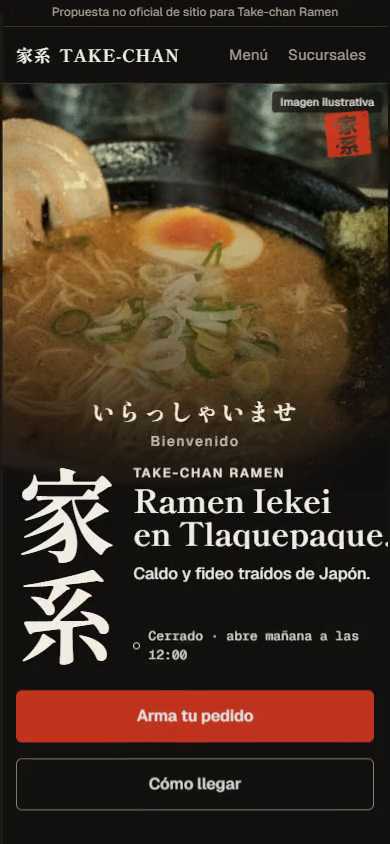 Propuesta no oficial de sitio para Take-chan Ramen
家系 TAKE-CHAN
Menú
Sucursales
Imagen ilustrativa
家系
いらっしゃいませ
Bienvenido
家系
TAKE-CHAN RAMEN
Ramen Iekei
en Tlaquepaque.
Caldo y fideo traídos de Japón.
Cerrado · abre mañana a las
12:00
Arma tu pedido
Cómo llegar